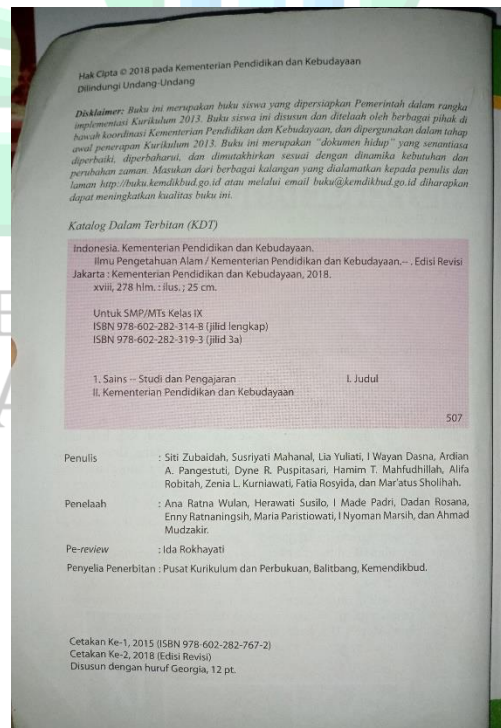 Hak Cipta © 2018 pada Kementerian Pendidikan dan Kebudayaan
Dilindungi Undang-Undang
Disklaimer: Buku ini merupakan buku siswa yang dipersiapkan Pemerintah dalam rangka
implementasi Kurikulum 2013. Buku siswa ini disusun dan ditelaah oleh berbagai pihak di
bawah koordinasi Kementerian Pendidikan dan Kebudayaan, dan dipergunakan dalam tahap
awal penerapan Kurikulum 2013. Buku ini merupakan "dokumen hidup" yang senantiasa
diperbaiki, diperbaharui, dan dimutakhirkan sesuai dengan dinamika kebutuhan dan
perubahan zaman. Masukan dari berbagai kalangan yang dialamatkan kepada penulis dan
laman http://buku.kemdikbud.go.id atau melalui email buku@kemdikbud.go.id diharapkan
dapat meningkatkan kualitas buku ini.
Katalog Dalam Terbitan (KDT)
Indonesia. Kementerian Pendidikan dan Kebudayaan.
Ilmu Pengetahuan Alam / Kementerian Pendidikan dan Kebudayaan.-- . Edisi Revisi
Jakarta : Kementerian Pendidikan dan Kebudayaan, 2018.
xviii, 278 hlm. : ilus. ; 25 cm.
Untuk SMP/MTs Kelas IX
ISBN 978-602-282-314-8 (jilid lengkap)
ISBN 978-602-282-319-3 (jilid 3a)
1. Sains -- Studi dan Pengajaran I. Judul
II. Kementerian Pendidikan dan Kebudayaan
507
Penulis : Siti Zubaidah, Susriyati Mahanal, Lia Yuliati, I Wayan Dasna, Ardian
A. Pangestuti, Dyne R. Puspitasari, Hamim T. Mahfudhillah, Alifa
Robitah, Zenia L. Kurniawati, Fatia Rosyida, dan Mar'atus Sholihah.
Penelaah : Ana Ratna Wulan, Herawati Susilo, I Made Padri, Dadan Rosana,
Enny Ratnaningsih, Maria Paristiowati, I Nyoman Marsih, dan Ahmad
Mudzakir.
Pe-review : Ida Rokhayati
Penyelia Penerbitan : Pusat Kurikulum dan Perbukuan, Balitbang, Kemendikbud.
Cetakan Ke-1, 2015 (ISBN 978-602-282-767-2)
Cetakan Ke-2, 2018 (Edisi Revisi)
Disusun dengan huruf Georgia, 12 pt.